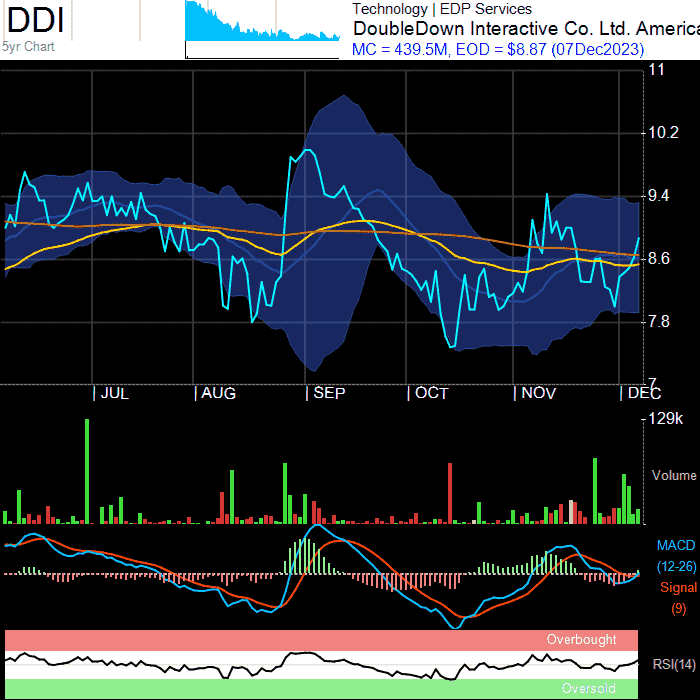 DDI
5yr Chart
Technology | EDP Services
DoubleDown Interactive Co. Ltd. America
MC = 439.5M, EOD = $8.87 (07Dec2023)
11
10.2
9.4
8.6
7.8
7
JUL
AUG
SEP
OCT
NOV
DEC
129k
Volume
MACD
(12-26)
Signal
(9)
Overbought
RSI(14)
Oversold